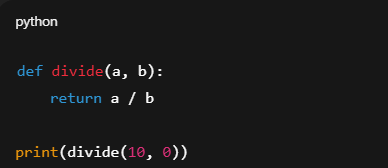 python
def divide(a, b):
    return a / b
print(divide(10, 0))